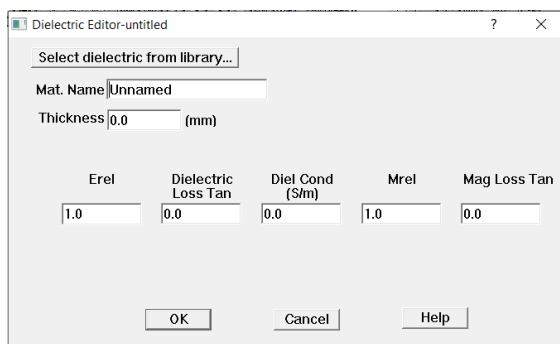 Dielectric Editor-untitled
Select dielectric from library...
Mat. Name Unnamed
Thickness 0.0 (mm)
Erel Dielectric Loss Tan Diel Cond (S/m) Mrel Mag Loss Tan
1.0 0.0 0.0 1.0 0.0
OK Cancel Help